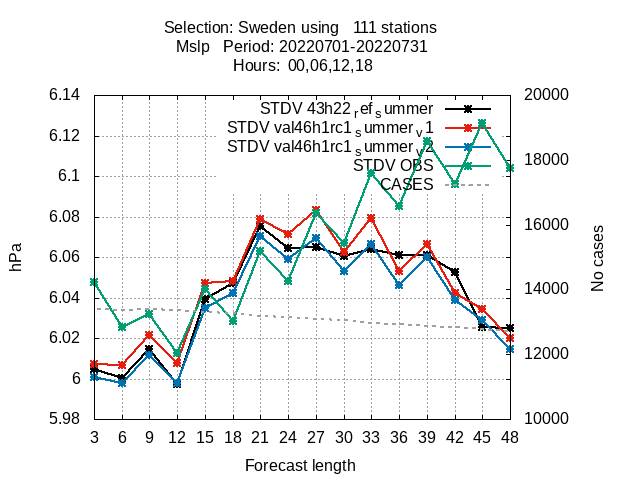 Selection: Sweden using   111 stations
Mslp   Period: 20220701-20220731
Hours:  00,06,12,18
STDV 43h22_ref_summer
STDV val46h1rc1_summer_v1
STDV val46h1rc1_summer_v2
STDV OBS
CASES
6.14
6.12
6.1
6.08
6.06
6.04
6.02
6
5.98
hPa
20000
18000
16000
14000
12000
10000
No cases
3 6 9 12 15 18 21 24 27 30 33 36 39 42 45 48
Forecast length